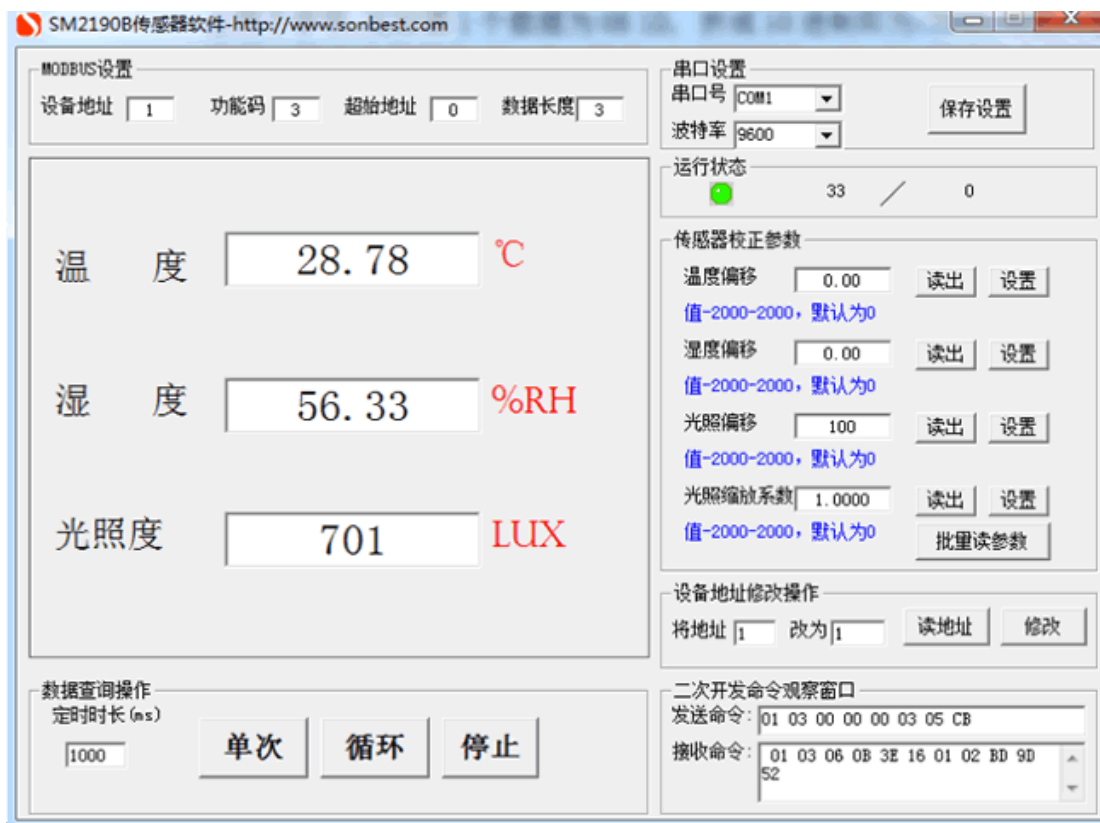 SM2190B传感器软件-http://www.sonbest.com
MODBUS设置
设备地址 1 功能码 3 超始地址 0 数据长度 3
温 度 28.78 ℃
湿 度 56.33 %RH
光照度 701 LUX
数据查询操作
定时时长(ms)
1000
单次 循环 停止
串口设置
串口号 COM1
波特率 9600
保存设置
运行状态
33 / 0
传感器校正参数
温度偏移 0.00 读出 设置
值-2000-2000，默认为0
湿度偏移 0.00 读出 设置
值-2000-2000，默认为0
光照偏移 100 读出 设置
值-2000-2000，默认为0
光照缩放系数 1.0000 读出 设置
值-2000-2000，默认为0
批里读参数
设备地址修改操作
将地址 1 改为 1 读地址 修改
二次开发命令观察窗口
发送命令: 01 03 00 00 00 03 05 CB
接收命令: 01 03 06 0B 3E 16 01 02 BD 9D
52